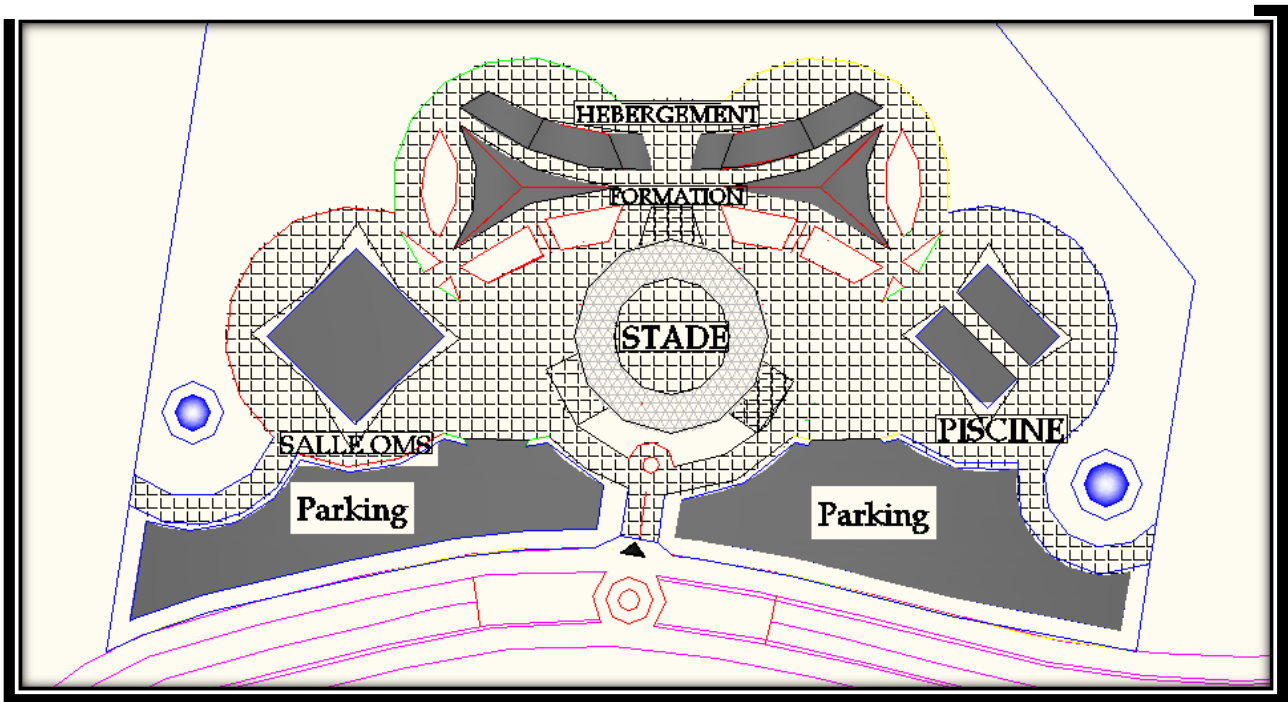 HEBERGEMENT
FORMATION
STADE
SALLE OMS
PISCINE
Parking
Parking